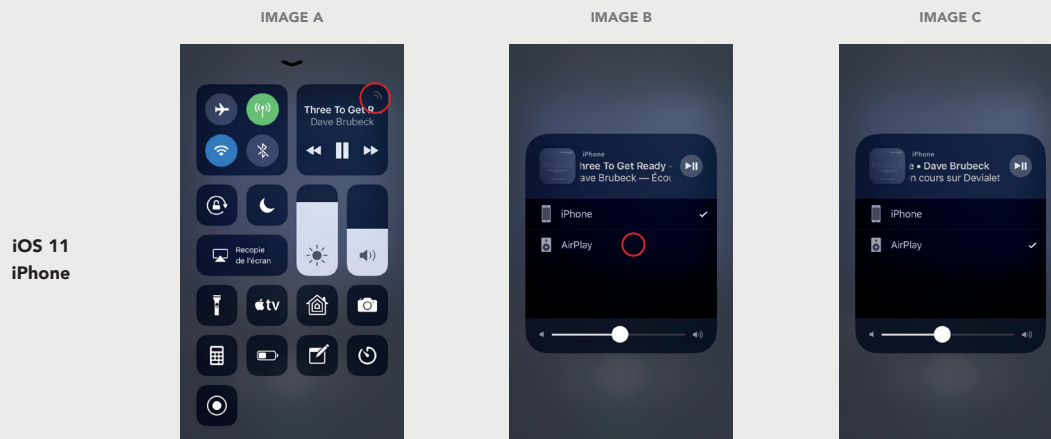 IMAGE A
IMAGE B
IMAGE C
iOS 11
iPhone
Three To Get R
Dave Brubeck
Recopie
de l'écran
tv
iPhone
hree To Get Ready -
ave Brubeck — Écou
iPhone
AirPlay
iPhone
e • Dave Brubeck
n cours sur Devialet
iPhone
AirPlay